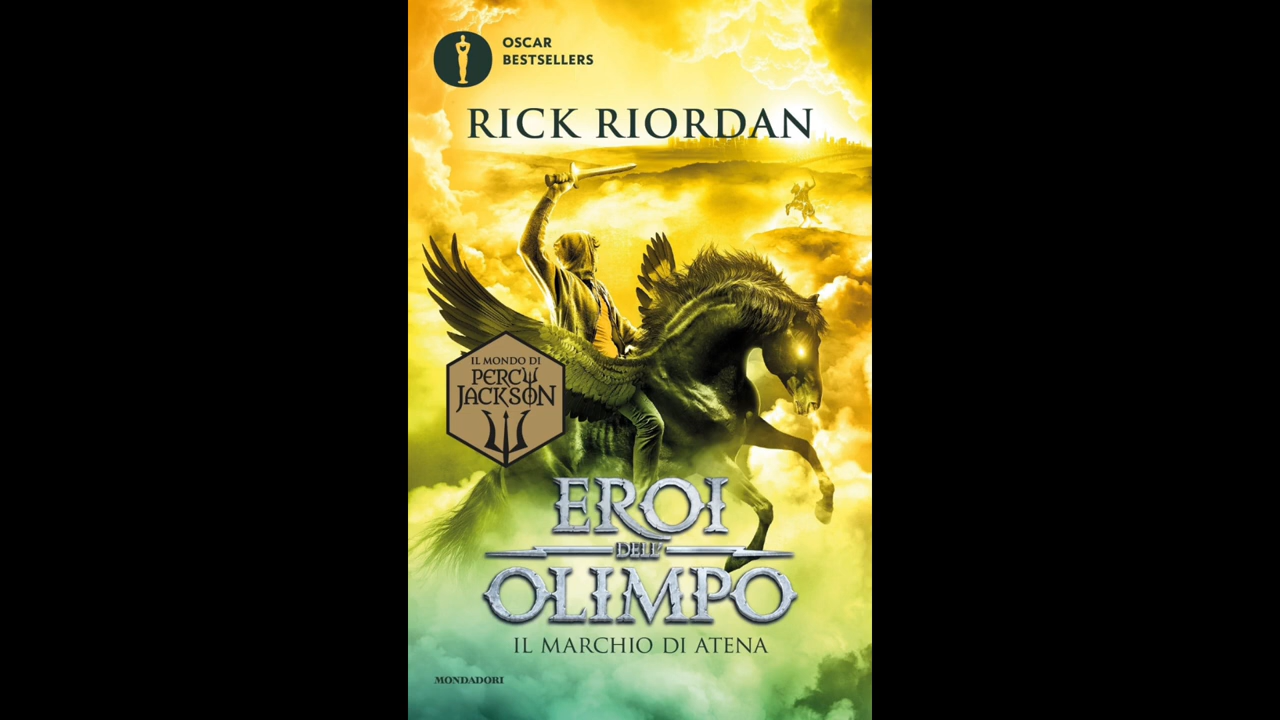 OSCAR
BESTSELLERS
RICK RIORDAN
IL MONDO DI
PERCY
JACKSON
EROI
DELL'
OLIMPO
IL MARCHIO DI ATENA
MONDADORI